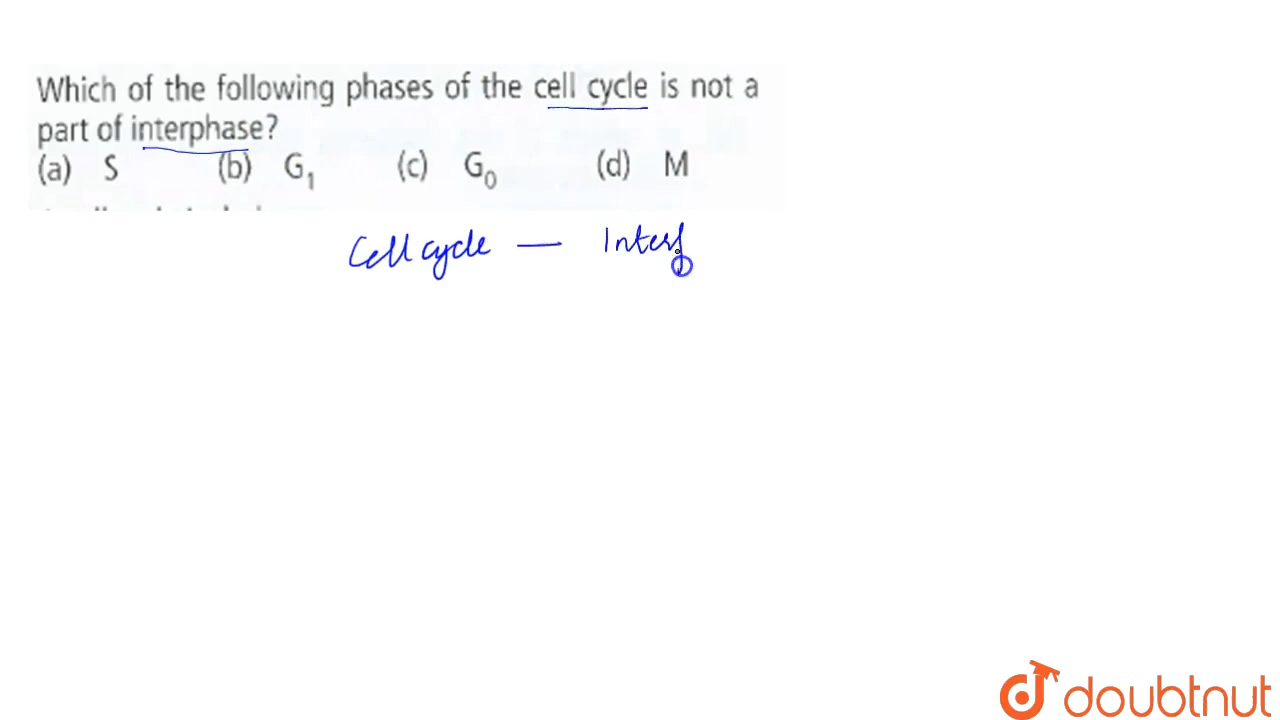 Which of the following phases of the cell cycle is not a
part of interphase?
(a) S (b) G₁ (c) G₀ (d) M
Cell cycle — Interp
doubtnut